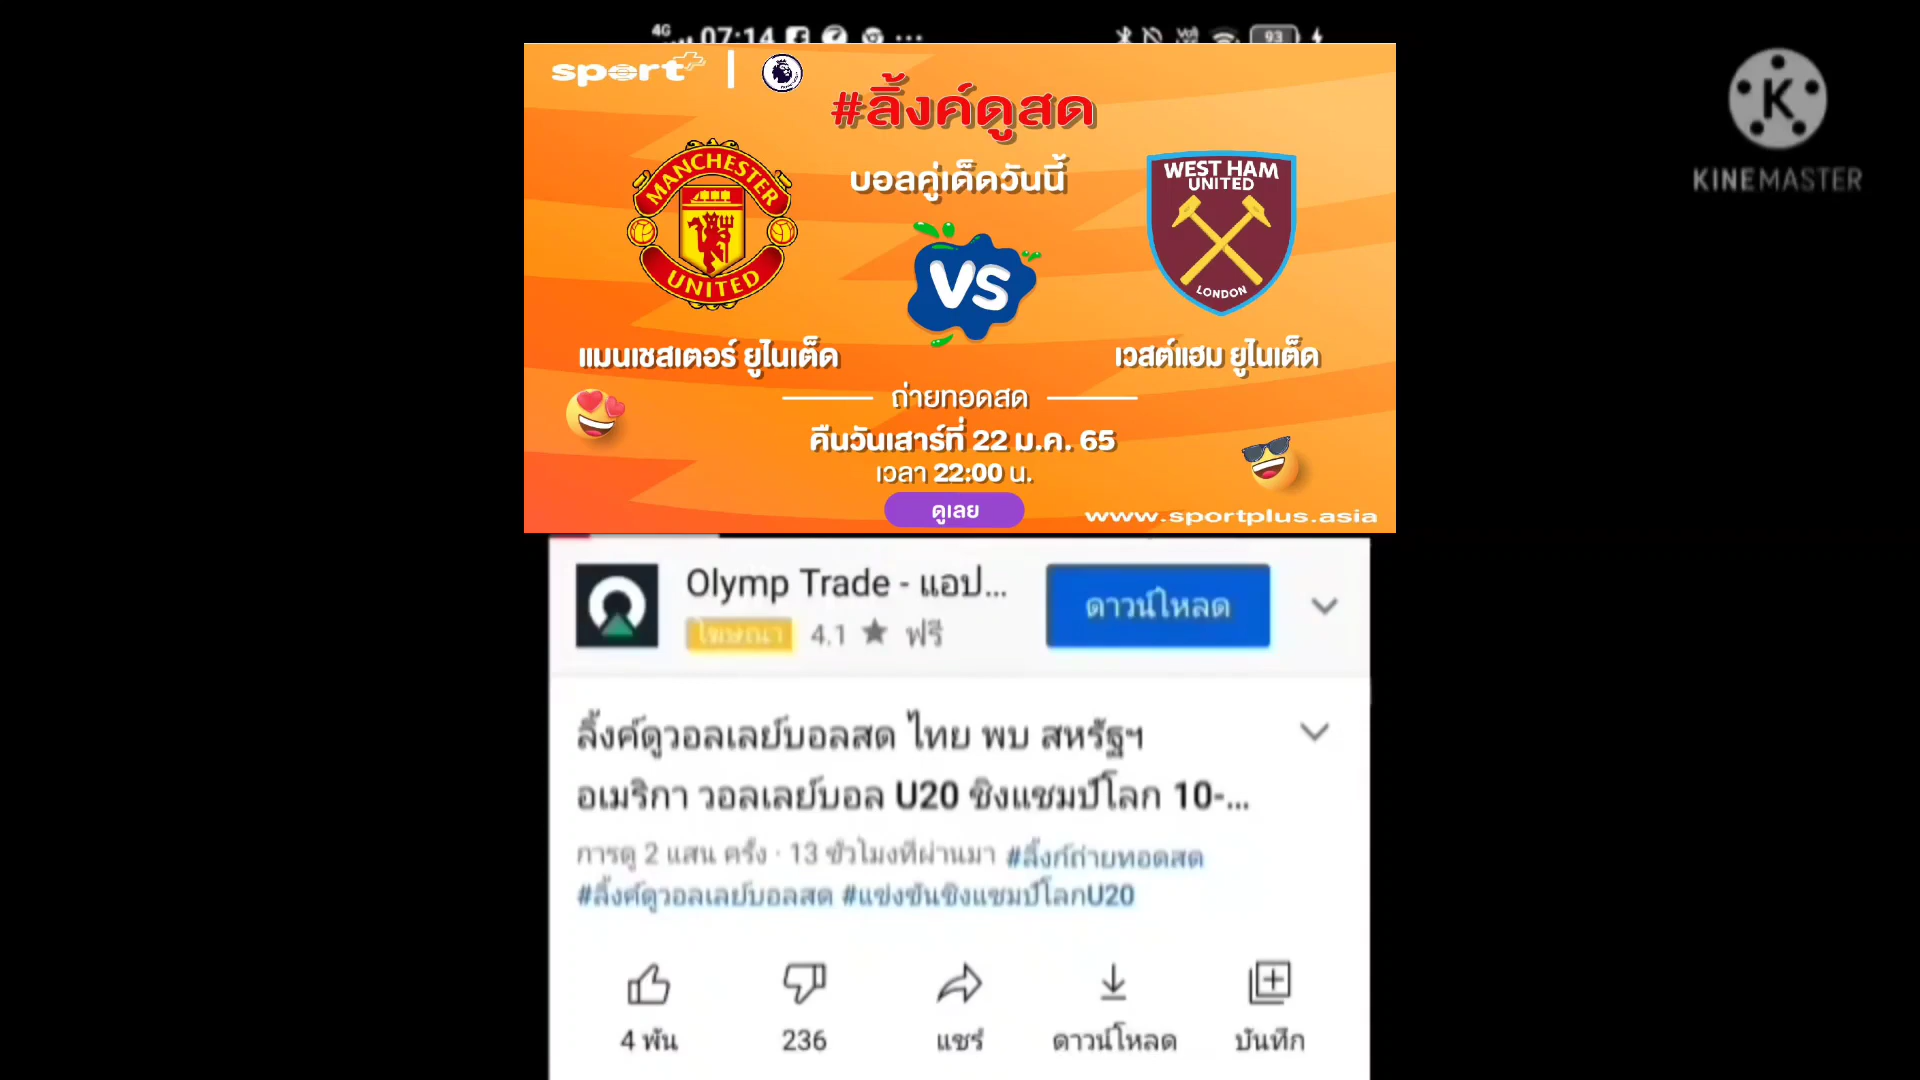 4G 07:14 93
sport
#ลิ้งค์ดูสด
บอลคู่เด็ดวันนี้
MANCHESTER
UNITED
VS
WEST HAM
UNITED
LONDON
แมนเชสเตอร์ ยูไนเต็ด
เวสต์แฮม ยูไนเต็ด
ถ่ายทอดสด
คืนวันเสาร์ที่ 22 ม.ค. 65
เวลา 22:00 น.
ดูเลย
www.sportplus.asia
K
KINEMASTER
Olymp Trade - แอป...
โฆษณา 4.1 ★ ฟรี
ดาวน์โหลด
ลิ้งค์ดูวอลเลย์บอลสด ไทย พบ สหรัฐฯ
อเมริกา วอลเลย์บอล U20 ชิงแชมป์โลก 10-...
การดู 2 แสน ครั้ง · 13 ชั่วโมงที่ผ่านมา #ลิ้งก์ถ่ายทอดสด
#ลิ้งค์ดูวอลเลย์บอลสด #แข่งขันชิงแชมป์โลกU20
4 พัน
236
แชร์
ดาวน์โหลด
บันทึก